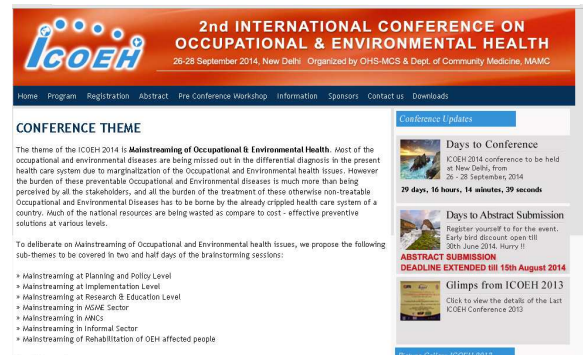 ICOEH
2nd INTERNATIONAL CONFERENCE ON
OCCUPATIONAL & ENVIRONMENTAL HEALTH
26-28 September 2014, New Delhi Organized by OHS-MCS & Dept. of Community Medicine, MAMC
Home Program Registration Abstract Pre Conference Workshop Information Sponsors Contact us Downloads
CONFERENCE THEME
The theme of the ICOEH 2014 is Mainstreaming of Occupational & Environmental Health. Most of the
occupational and environmental diseases are being missed out in the differential diagnosis in the present
health care system due to marginalization of the Occupational and Environmental health issues. However
the burden of these preventable Occupational and Environmental diseases is much more than being
perceived by all the stakeholders, and all the burden of the treatment of these otherwise non-treatable
Occupational and Environmental Diseases has to be borne by the already crippled health care system of a
country. Much of the national resources are being wasted as compare to cost - effective preventive
solutions at various levels.
To deliberate on Mainstreaming of Occupational and Environmental health issues, we propose the following
sub-themes to be covered in two and half days of the brainstorming sessions:
» Mainstreaming at Planning and Policy Level
» Mainstreaming at Implementation Level
» Mainstreaming at Research & Education Level
» Mainstreaming in MSME Sector
» Mainstreaming in MNCs
» Mainstreaming in Informal Sector
» Mainstreaming of Rehabilitation of OEH affected people
Conference Updates
Days to Conference
ICOEH 2014 conference to be held
at New Delhi, from
26 - 28 September, 2014
29 days, 16 hours, 14 minutes, 39 seconds
Days to Abstract Submission
Register yourself to for the event.
Early bird discount open till
30th June 2014. Hurry !!
ABSTRACT SUBMISSION
DEADLINE EXTENDED till 15th August 2014
Glimps from ICOEH 2013
Click to view the details of the Last
ICOEH Conference 2013